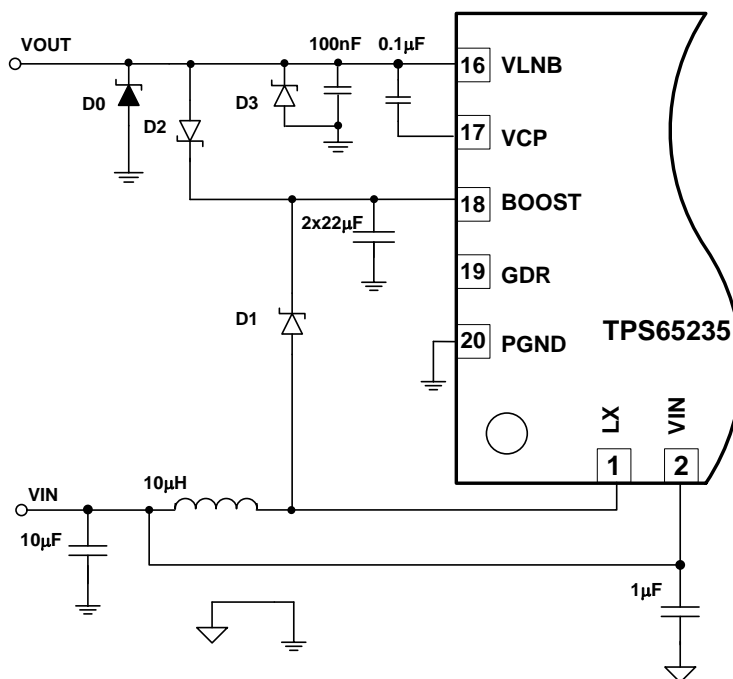 VOUT
100nF
0.1μF
16 VLNB
D0
D2
D3
17 VCP
18 BOOST
2x22μF
19 GDR
D1
20 PGND
TPS65235
LX
VIN
1
2
VIN
10μH
10μF
1μF